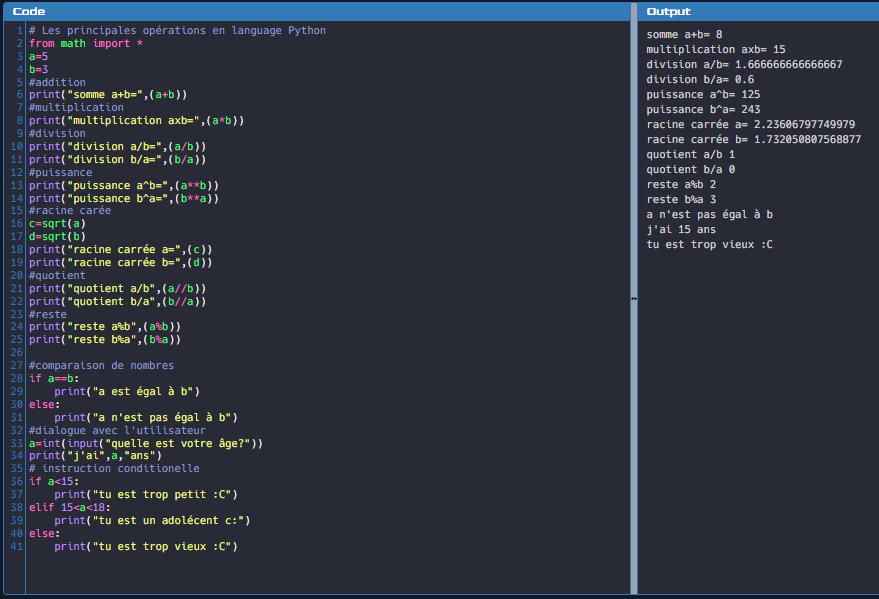 Code
1 # Les principales opérations en language Python
2 from math import *
3 a=5
4 b=3
5 #addition
6 print("somme a+b=",(a+b))
7 #multiplication
8 print("multiplication axb=",(a*b))
9 #division
10 print("division a/b=",(a/b))
11 print("division b/a=",(b/a))
12 #puissance
13 print("puissance a^b=",(a**b))
14 print("puissance b^a=",(b**a))
15 #racine carée
16 c=sqrt(a)
17 d=sqrt(b)
18 print("racine carrée a=",(c))
19 print("racine carrée b=",(d))
20 #quotient
21 print("quotient a/b",(a//b))
22 print("quotient b/a",(b//a))
23 #reste
24 print("reste a%b",(a%b))
25 print("reste b%a",(b%a))
26
27 #comparaison de nombres
28 if a==b:
29     print("a est égal à b")
30 else:
31     print("a n'est pas égal à b")
32 #dialogue avec l'utilisateur
33 a=int(input("quelle est votre âge?"))
34 print("j'ai",a,"ans")
35 # instruction conditionelle
36 if a<15:
37     print("tu est trop petit :C")
38 elif 15<a<18:
39     print("tu est un adolécent c:")
40 else:
41     print("tu est trop vieux :C")
Output
somme a+b= 8
multiplication axb= 15
division a/b= 1.666666666666667
division b/a= 0.6
puissance a^b= 125
puissance b^a= 243
racine carrée a= 2.23606797749979
racine carrée b= 1.732050807568877
quotient a/b 1
quotient b/a 0
reste a%b 2
reste b%a 3
a n'est pas égal à b
j'ai 15 ans
tu est trop vieux :C